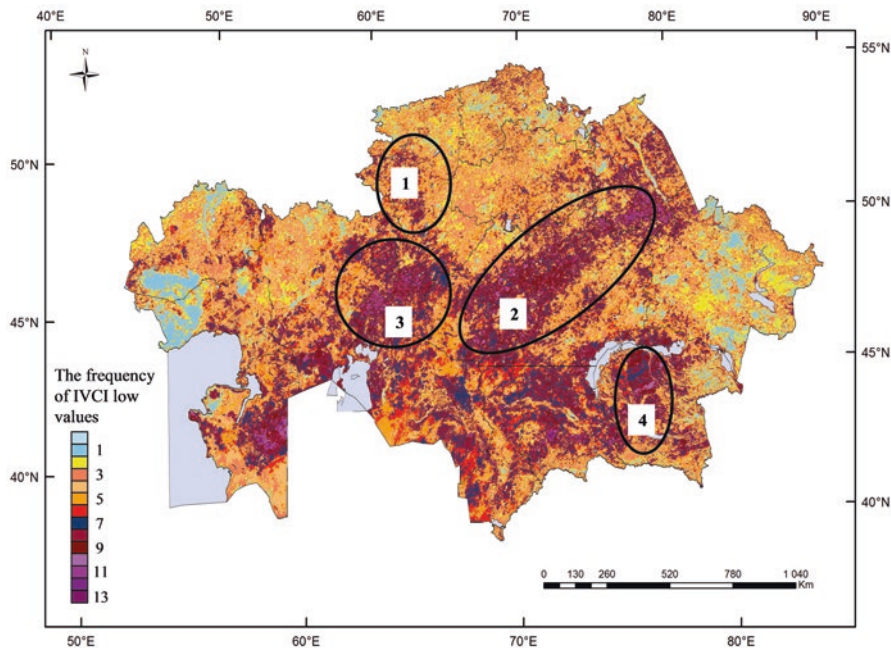 40°E 50°E 60°E 70°E 80°E 90°E
N
55°N
50°N
50°N
1
2
3
45°N
45°N
4
The frequency
of IVCI low
values
1
3
5
7
9
11
13
40°N
40°N
0 130 260 520 780 1 040
Km
50°E 60°E 70°E 80°E